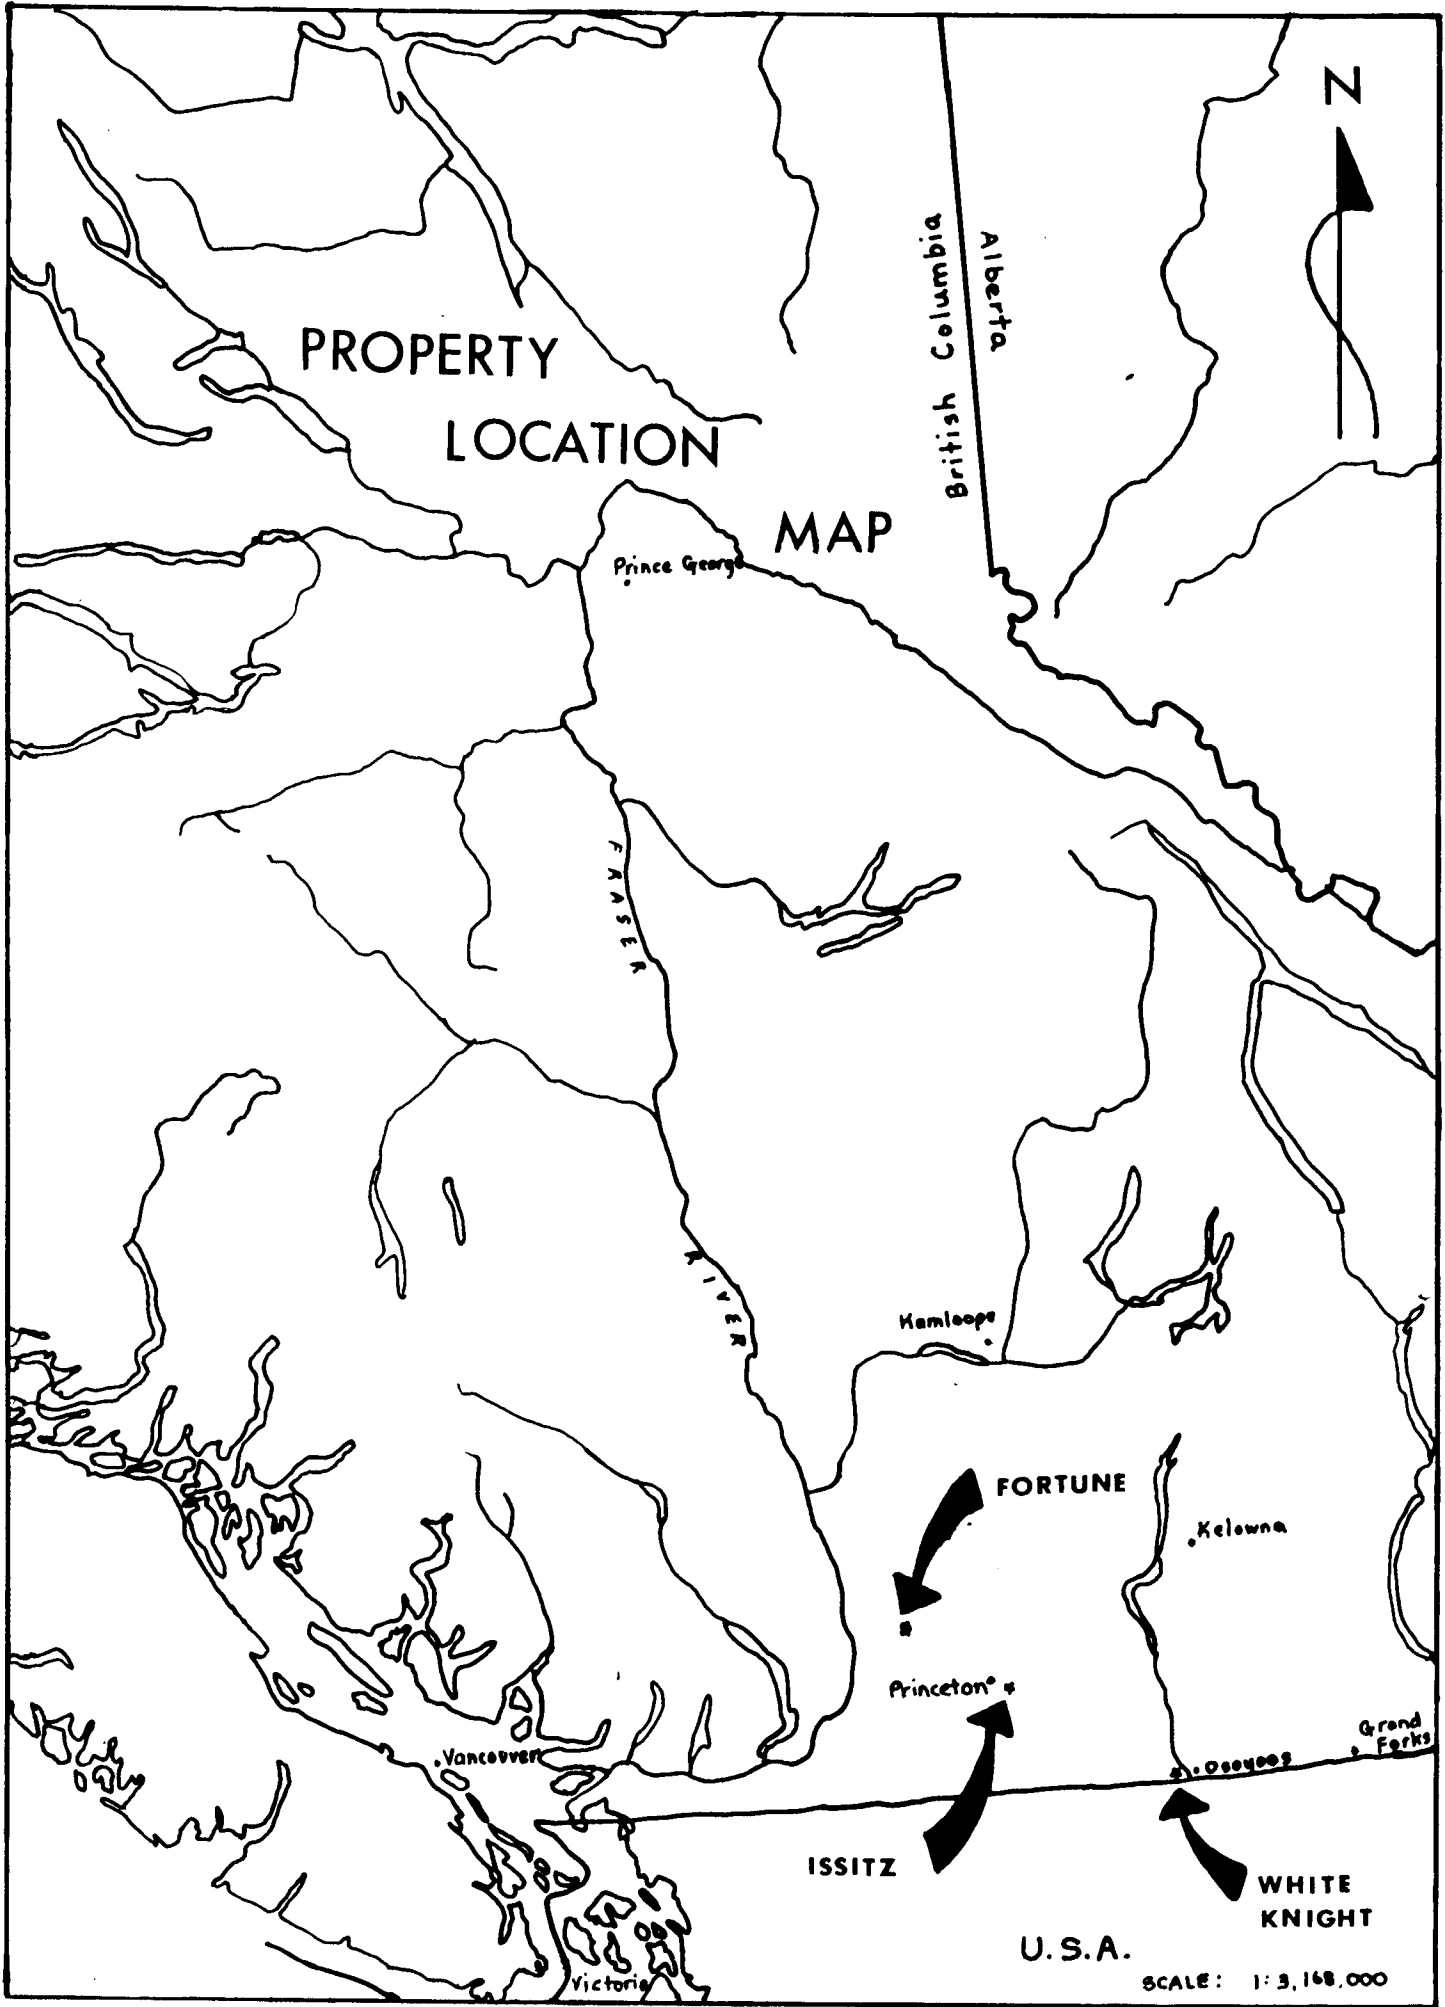 N
British Columbia
Alberta
PROPERTY
LOCATION
MAP
Prince George
FRASER
RIVER
Kamloops
FORTUNE
Kelowna
Princeton
Grand
Forks
Vancouver
Osoyoos
ISSITZ
WHITE
KNIGHT
U.S.A.
Victoria
SCALE: 1:3,168,000